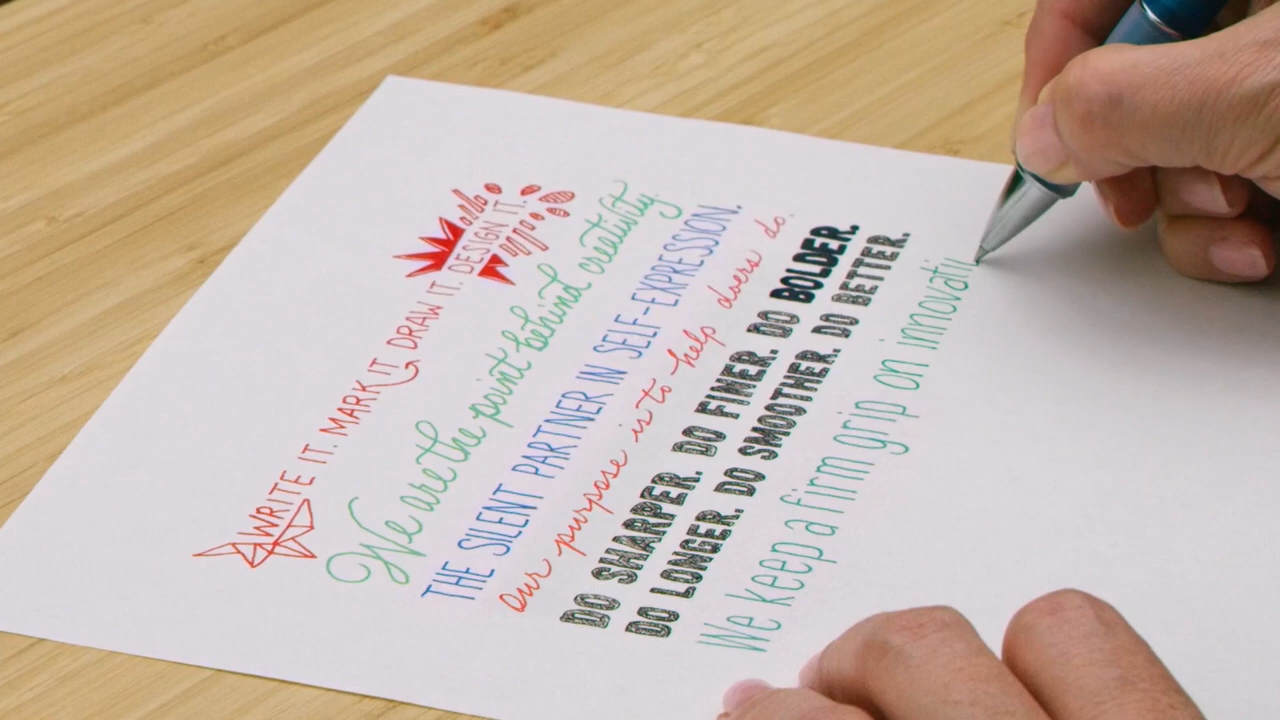 WRITE IT. MARK IT. DRAW IT. DESIGN IT.
We are the point behind creativity.
THE SILENT PARTNER IN SELF-EXPRESSION.
Our purpose is to help doers do.
DO SHARPER. DO FINER. DO BOLDER.
DO LONGER. DO SMOOTHER. DO BETTER.
We keep a firm grip on innovati